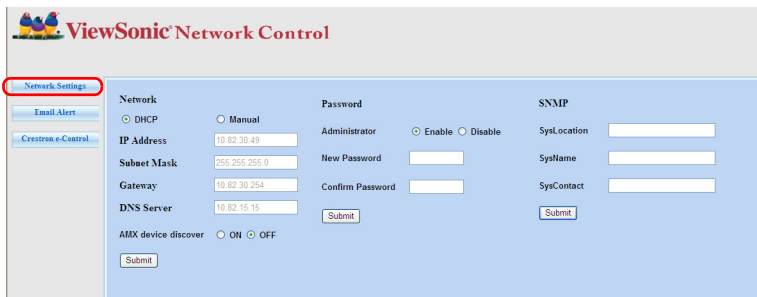 ViewSonic® Network Control
Network Settings
Email Alert
Crestron e-Control
Network
DHCP Manual
IP Address 10.82.30.49
Subnet Mask 255.255.255.0
Gateway 10.82.30.254
DNS Server 10.82.15.15
AMX device discover ON OFF
Submit
Password
Administrator Enable Disable
New Password
Confirm Password
Submit
SNMP
SysLocation
SysName
SysContact
Submit